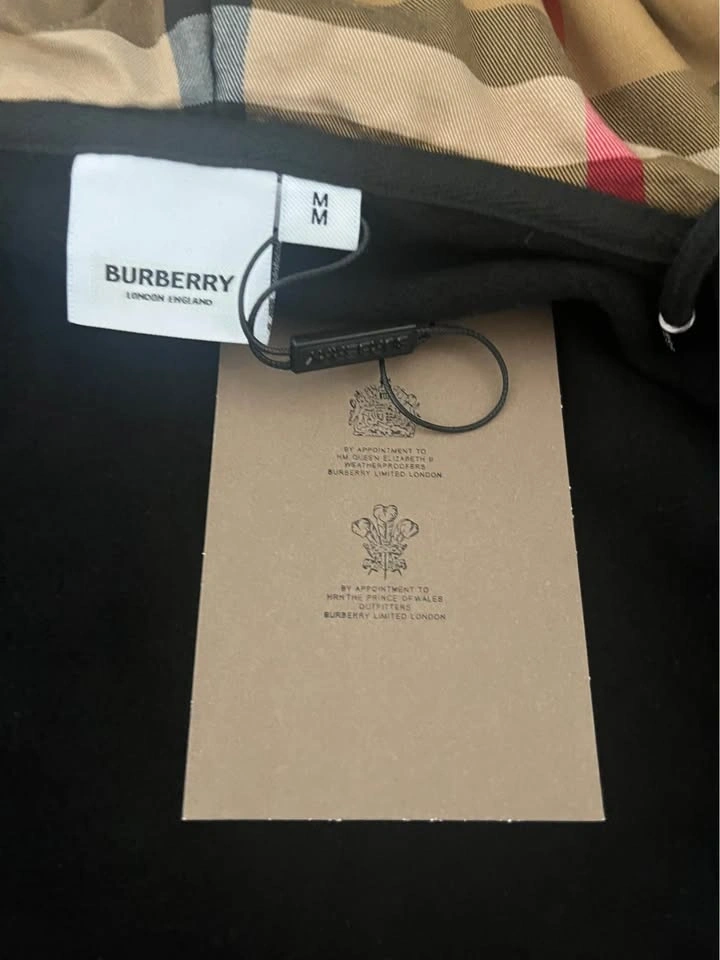 BURBERRY
LONDON ENGLAND
M
M
BY APPOINTMENT TO
HM QUEEN ELIZABETH II
WEATHERPROOFERS
BURBERRY LIMITED LONDON
BY APPOINTMENT TO
HRH THE PRINCE OF WALES
OUTFITTERS
BURBERRY LIMITED LONDON